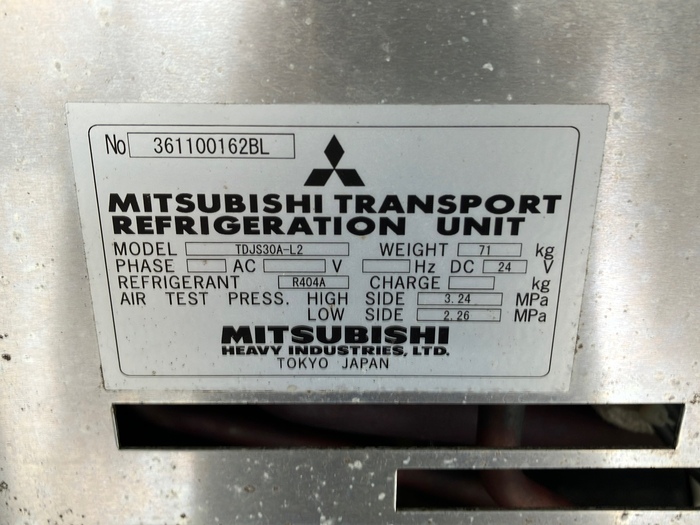 No 361100162BL
MITSUBISHI TRANSPORT
REFRIGERATION UNIT
MODEL TDJS30A-L2 WEIGHT 71 kg
PHASE AC V Hz DC 24 V
REFRIGERANT R404A CHARGE kg
AIR TEST PRESS. HIGH SIDE 3.24 MPa
LOW SIDE 2.26 MPa
MITSUBISHI
HEAVY INDUSTRIES, LTD.
TOKYO JAPAN